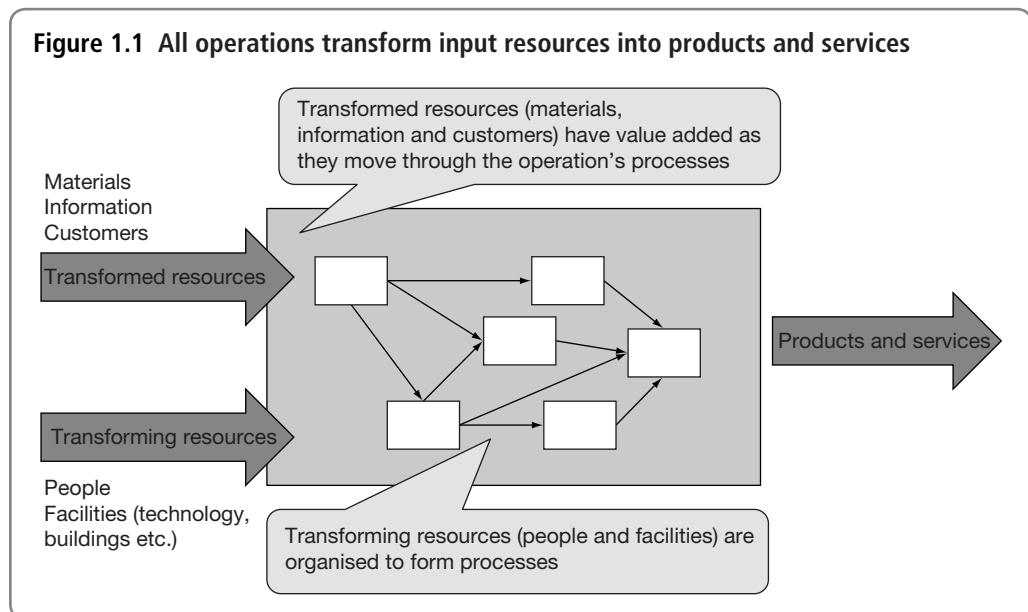 Figure 1.1 All operations transform input resources into products and services
Transformed resources (materials,
information and customers) have value added as
they move through the operation’s processes
Materials
Information
Customers
Transformed resources
Products and services
Transforming resources
People
Facilities (technology,
buildings etc.)
Transforming resources (people and facilities) are
organised to form processes